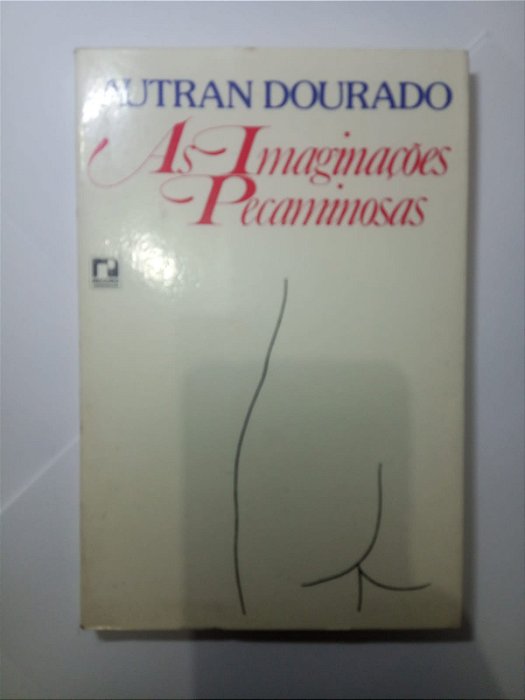 AUTRAN DOURADO
As Imaginações
Pecaminosas